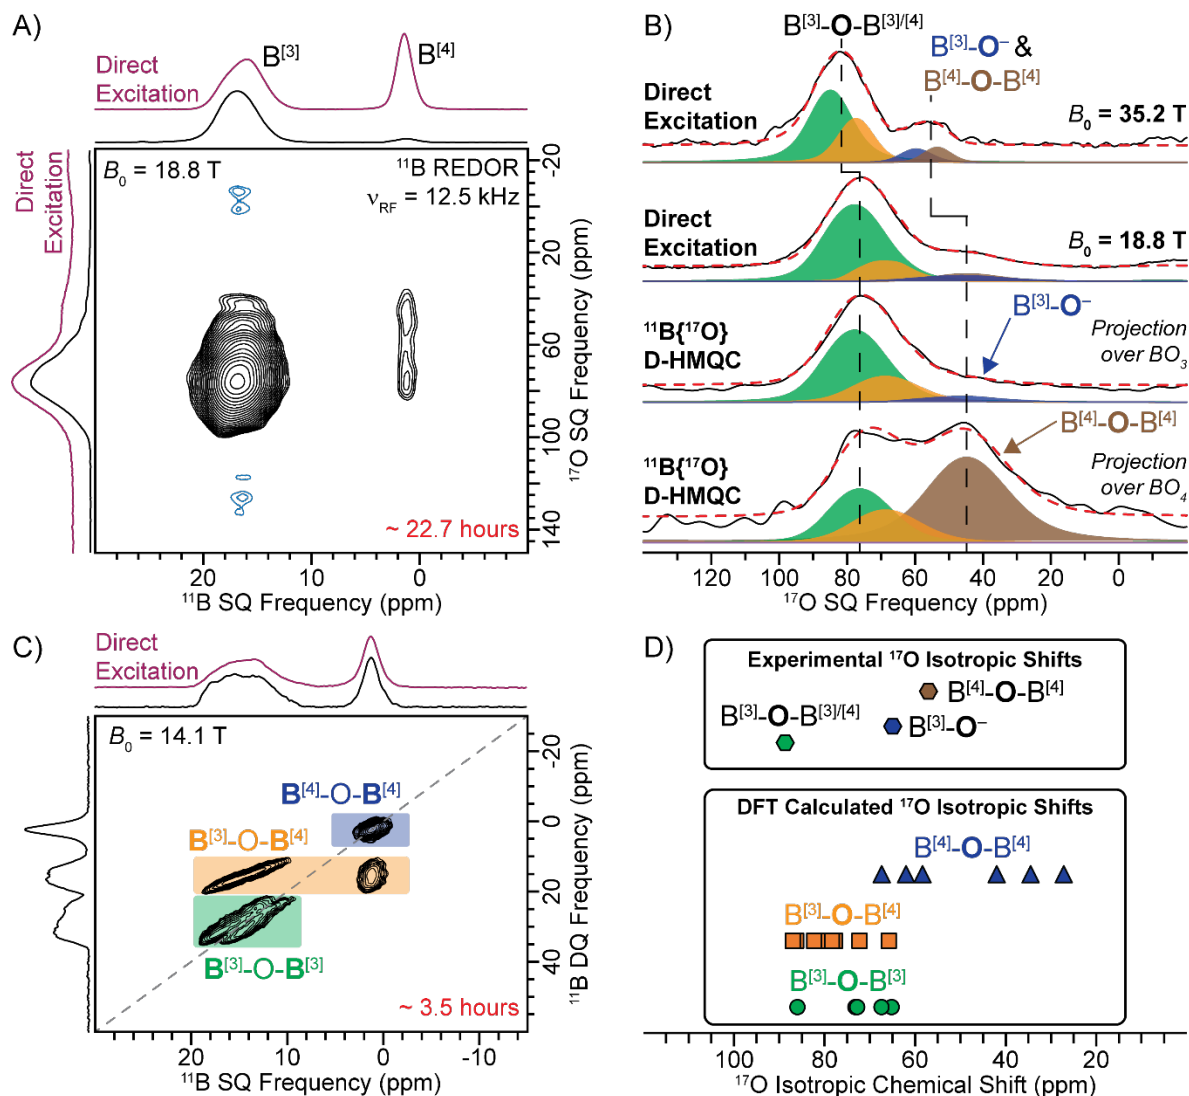 A)
Direct
Excitation
B[3]
B[4]
Direct
Excitation
B0 = 18.8 T
11B REDOR
νRF = 12.5 kHz
~ 22.7 hours
-20
20
60
100
140
17O SQ Frequency (ppm)
20
10
0
11B SQ Frequency (ppm)
B)
B[3]-O-B[3]/[4]
B[3]-O– &
B[4]-O-B[4]
Direct
Excitation
B0 = 35.2 T
Direct
Excitation
B0 = 18.8 T
B[3]-O–
11B{17O}
D-HMQC
Projection
over BO3
B[4]-O-B[4]
11B{17O}
D-HMQC
Projection
over BO4
120
100
80
60
40
20
0
17O SQ Frequency (ppm)
C)
Direct
Excitation
B0 = 14.1 T
B[4]-O-B[4]
B[3]-O-B[4]
B[3]-O-B[3]
~ 3.5 hours
-20
0
20
40
11B DQ Frequency (ppm)
20
10
0
-10
11B SQ Frequency (ppm)
D)
Experimental 17O Isotropic Shifts
B[4]-O-B[4]
B[3]-O-B[3]/[4]
B[3]-O–
DFT Calculated 17O Isotropic Shifts
B[4]-O-B[4]
B[3]-O-B[4]
B[3]-O-B[3]
100
80
60
40
20
17O Isotropic Chemical Shift (ppm)